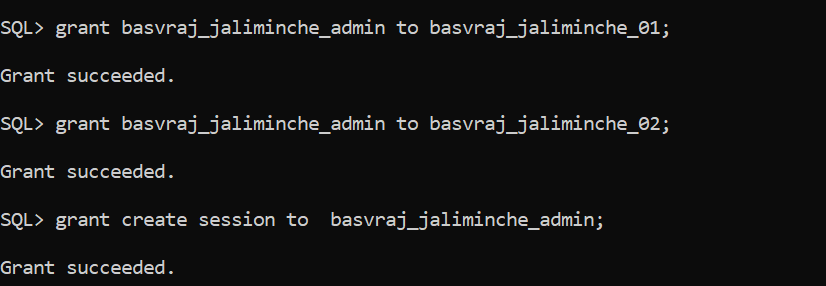 SQL> grant basvraj_jaliminche_admin to basvraj_jaliminche_01;
Grant succeeded.
SQL> grant basvraj_jaliminche_admin to basvraj_jaliminche_02;
Grant succeeded.
SQL> grant create session to  basvraj_jaliminche_admin;
Grant succeeded.